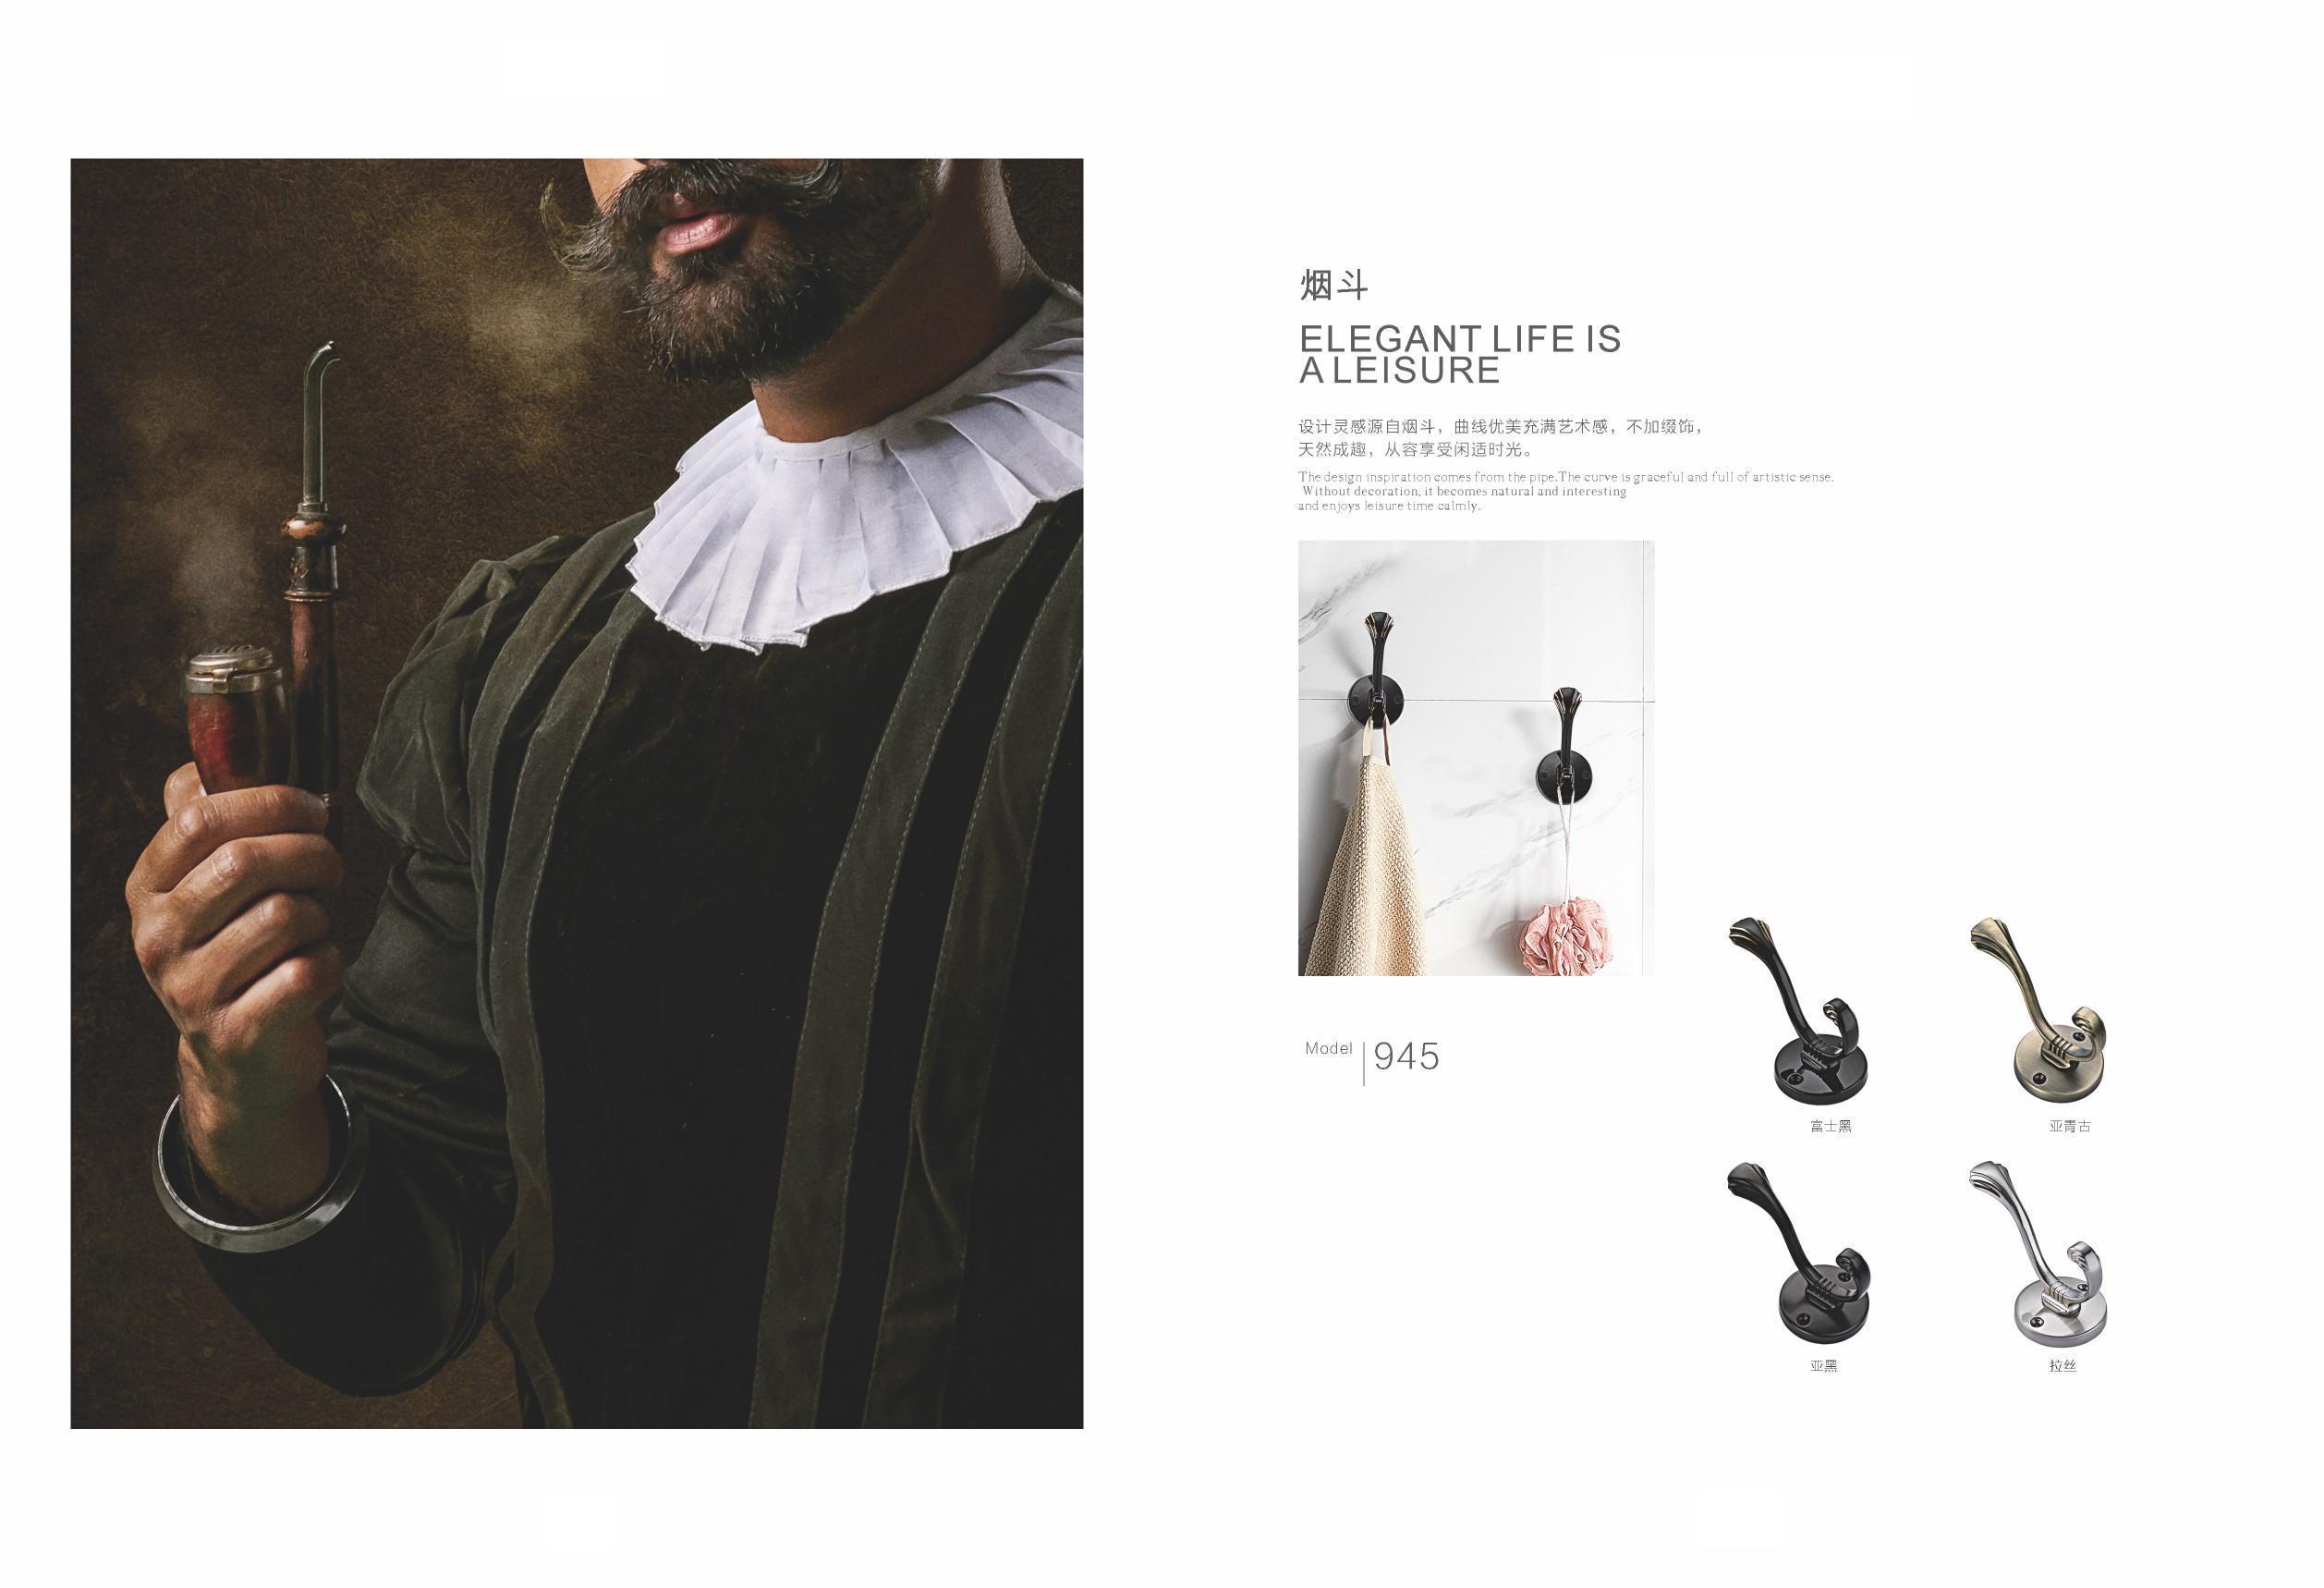 烟斗
ELEGANT LIFE IS
A LEISURE
设计灵感源自烟斗，曲线优美充满艺术感，不加缀饰，
天然成趣，从容享受闲适时光。
The design inspiration comes from the pipe.The curve is graceful and full of artistic sense.
Without decoration, it becomes natural and interesting
and enjoys leisure time calmly.
Model 945
富士黑
亚青古
亚黑
拉丝